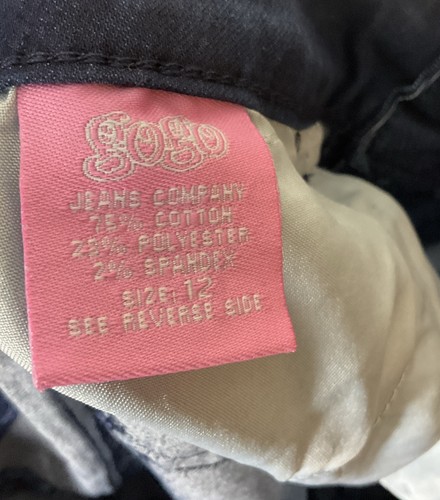 gogo
JEANS COMPANY
75% COTTON
23% POLYESTER
2% SPANDEX
SIZE: 12
SEE REVERSE SIDE